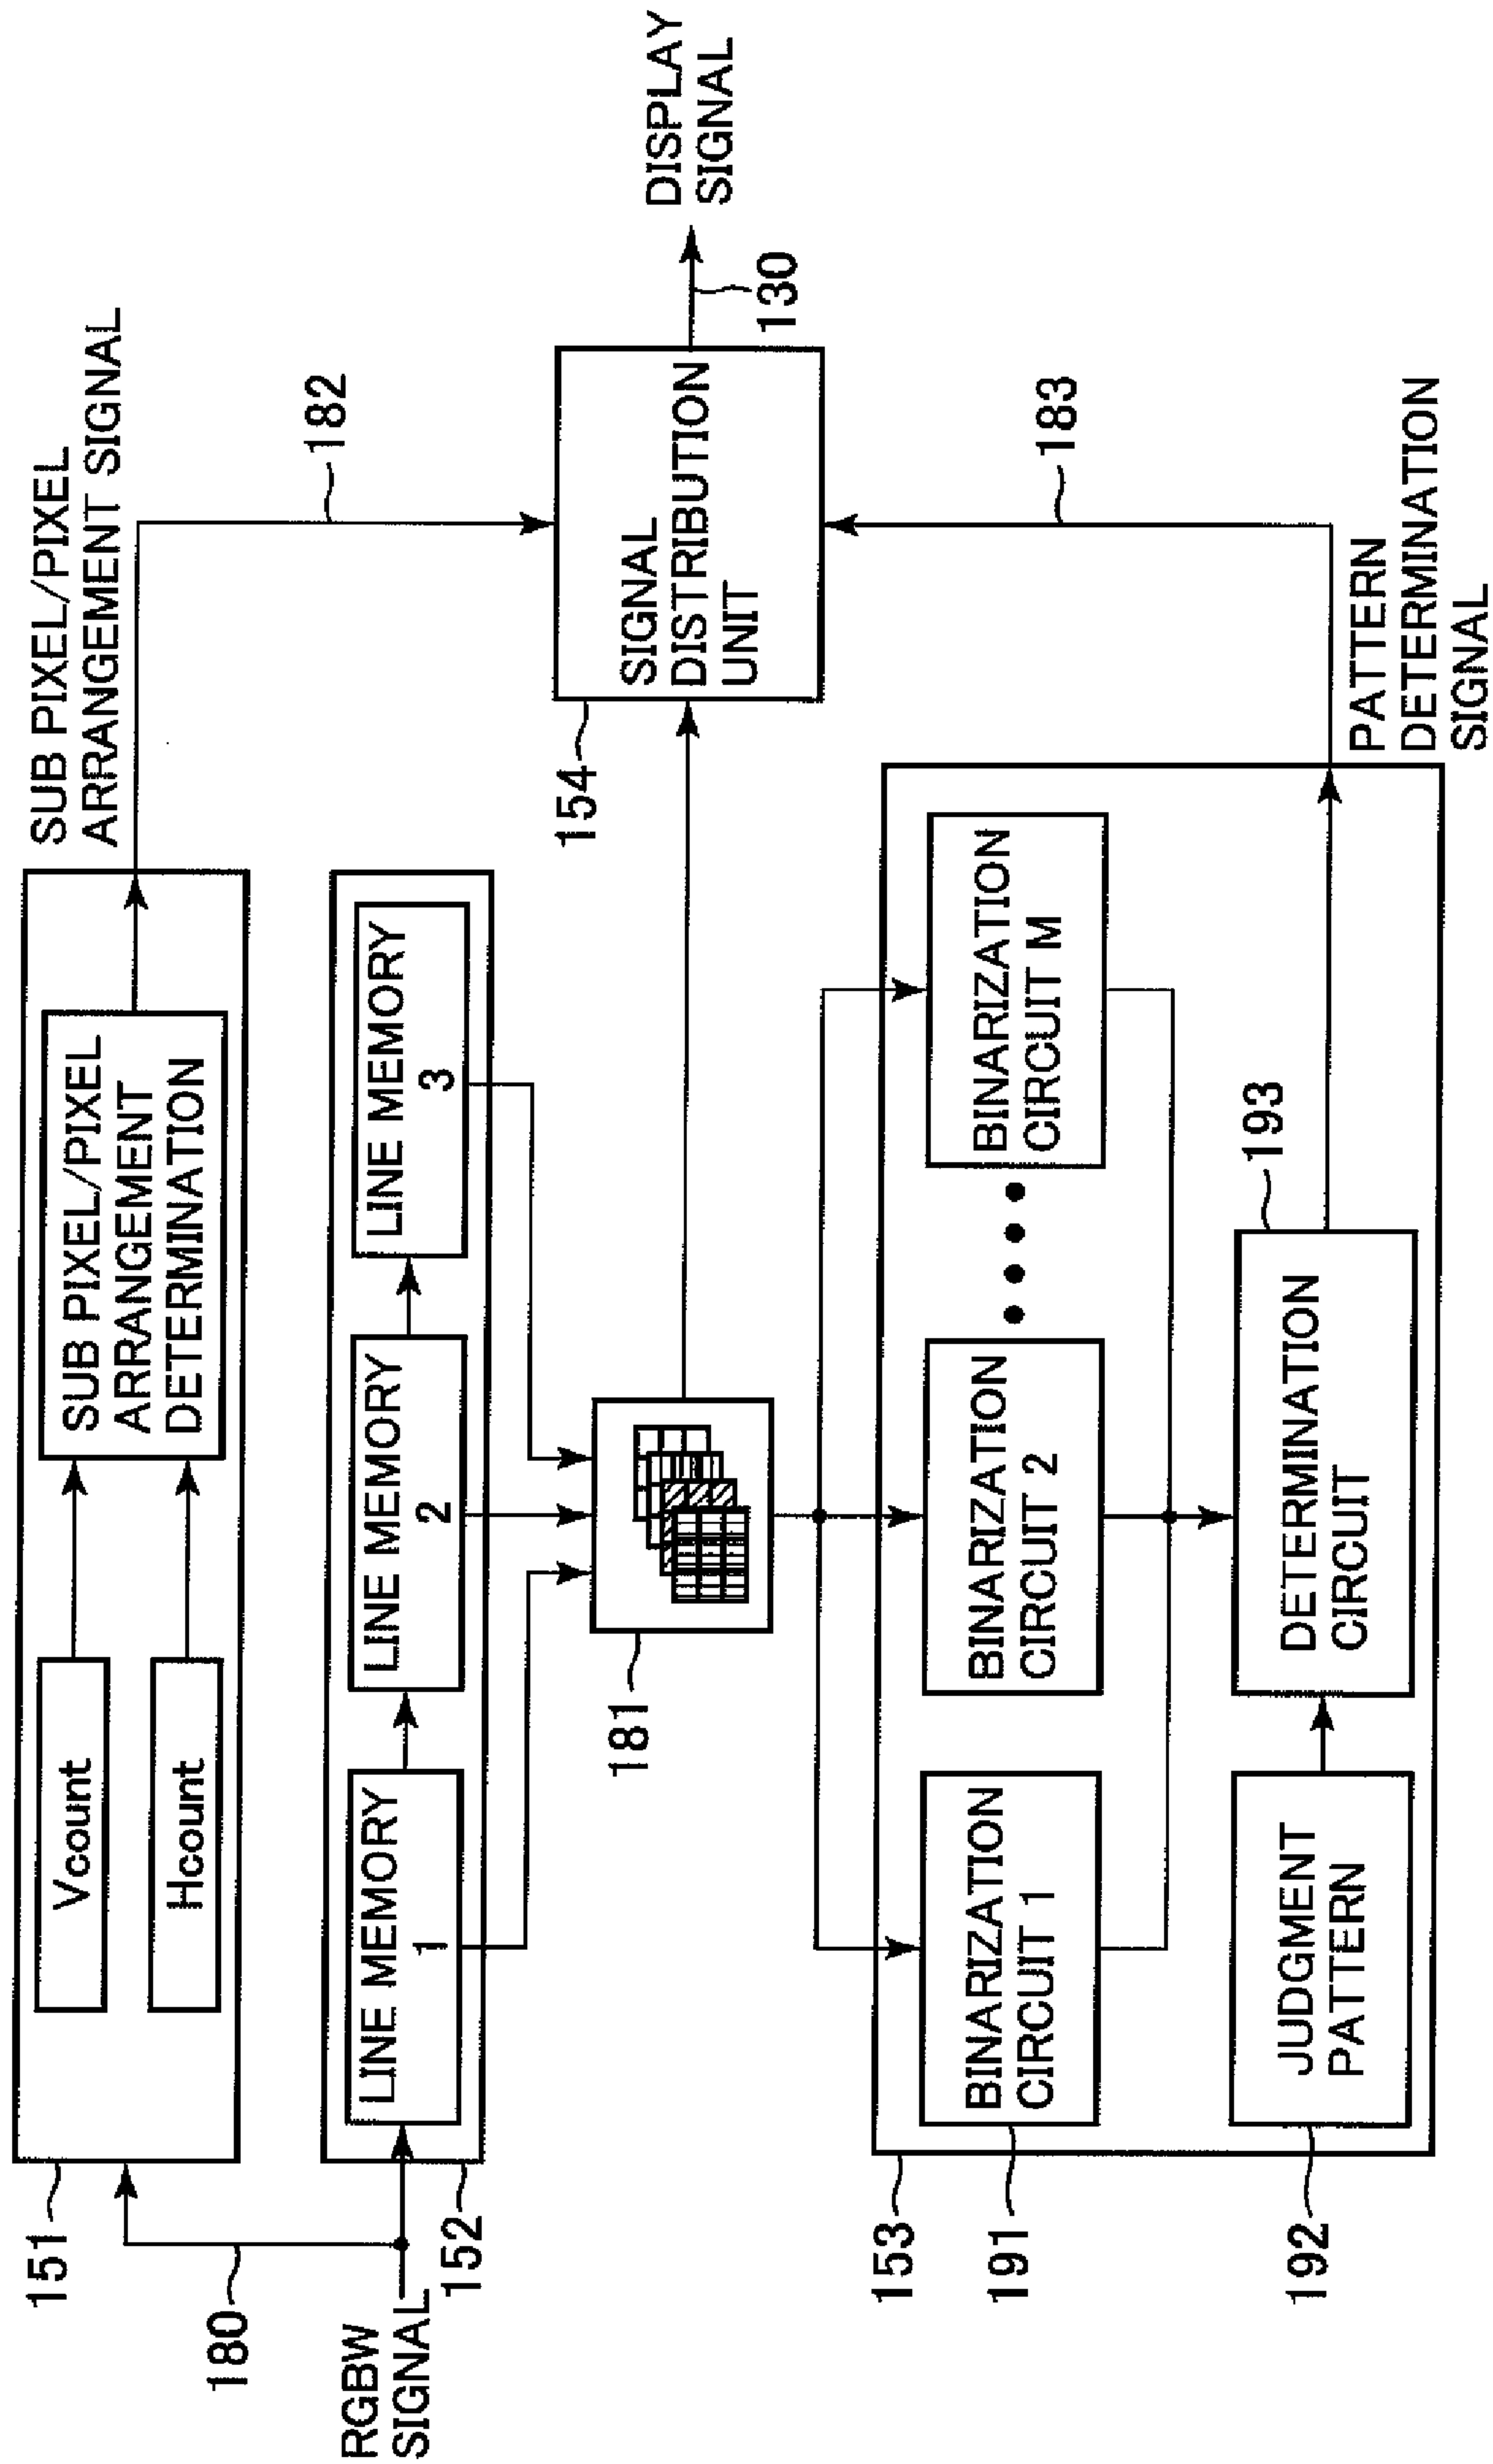 151
Vcount
Hcount
SUB PIXEL/PIXEL
ARRANGEMENT
DETERMINATION
SUB PIXEL/PIXEL
ARRANGEMENT SIGNAL
182
180
RGBW
SIGNAL
152
LINE MEMORY
1
LINE MEMORY
2
LINE MEMORY
3
181
154
SIGNAL
DISTRIBUTION
UNIT
130
DISPLAY
SIGNAL
183
153
191
BINARIZATION
CIRCUIT 1
BINARIZATION
CIRCUIT 2
BINARIZATION
CIRCUIT M
192
JUDGMENT
PATTERN
DETERMINATION
CIRCUIT
193
PATTERN
DETERMINATION
SIGNAL